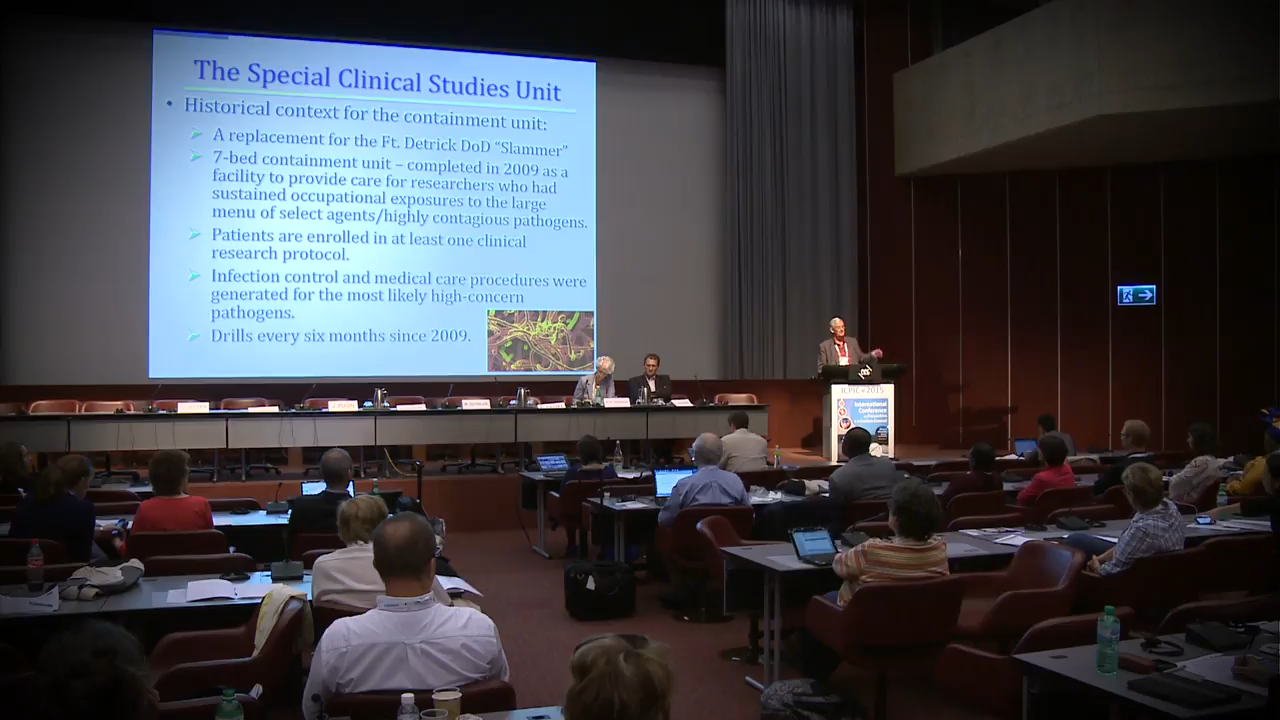 The Special Clinical Studies Unit
• Historical context for the containment unit:
A replacement for the Ft. Detrick DoD “Slammer”
7-bed containment unit – completed in 2009 as a
facility to provide care for researchers who had
sustained occupational exposures to the large
menu of select agents/highly contagious pathogens.
Patients are enrolled in at least one clinical
research protocol.
Infection control and medical care procedures were
generated for the most likely high-concern
pathogens.
Drills every six months since 2009.
ICPIC 2015
International
Conference